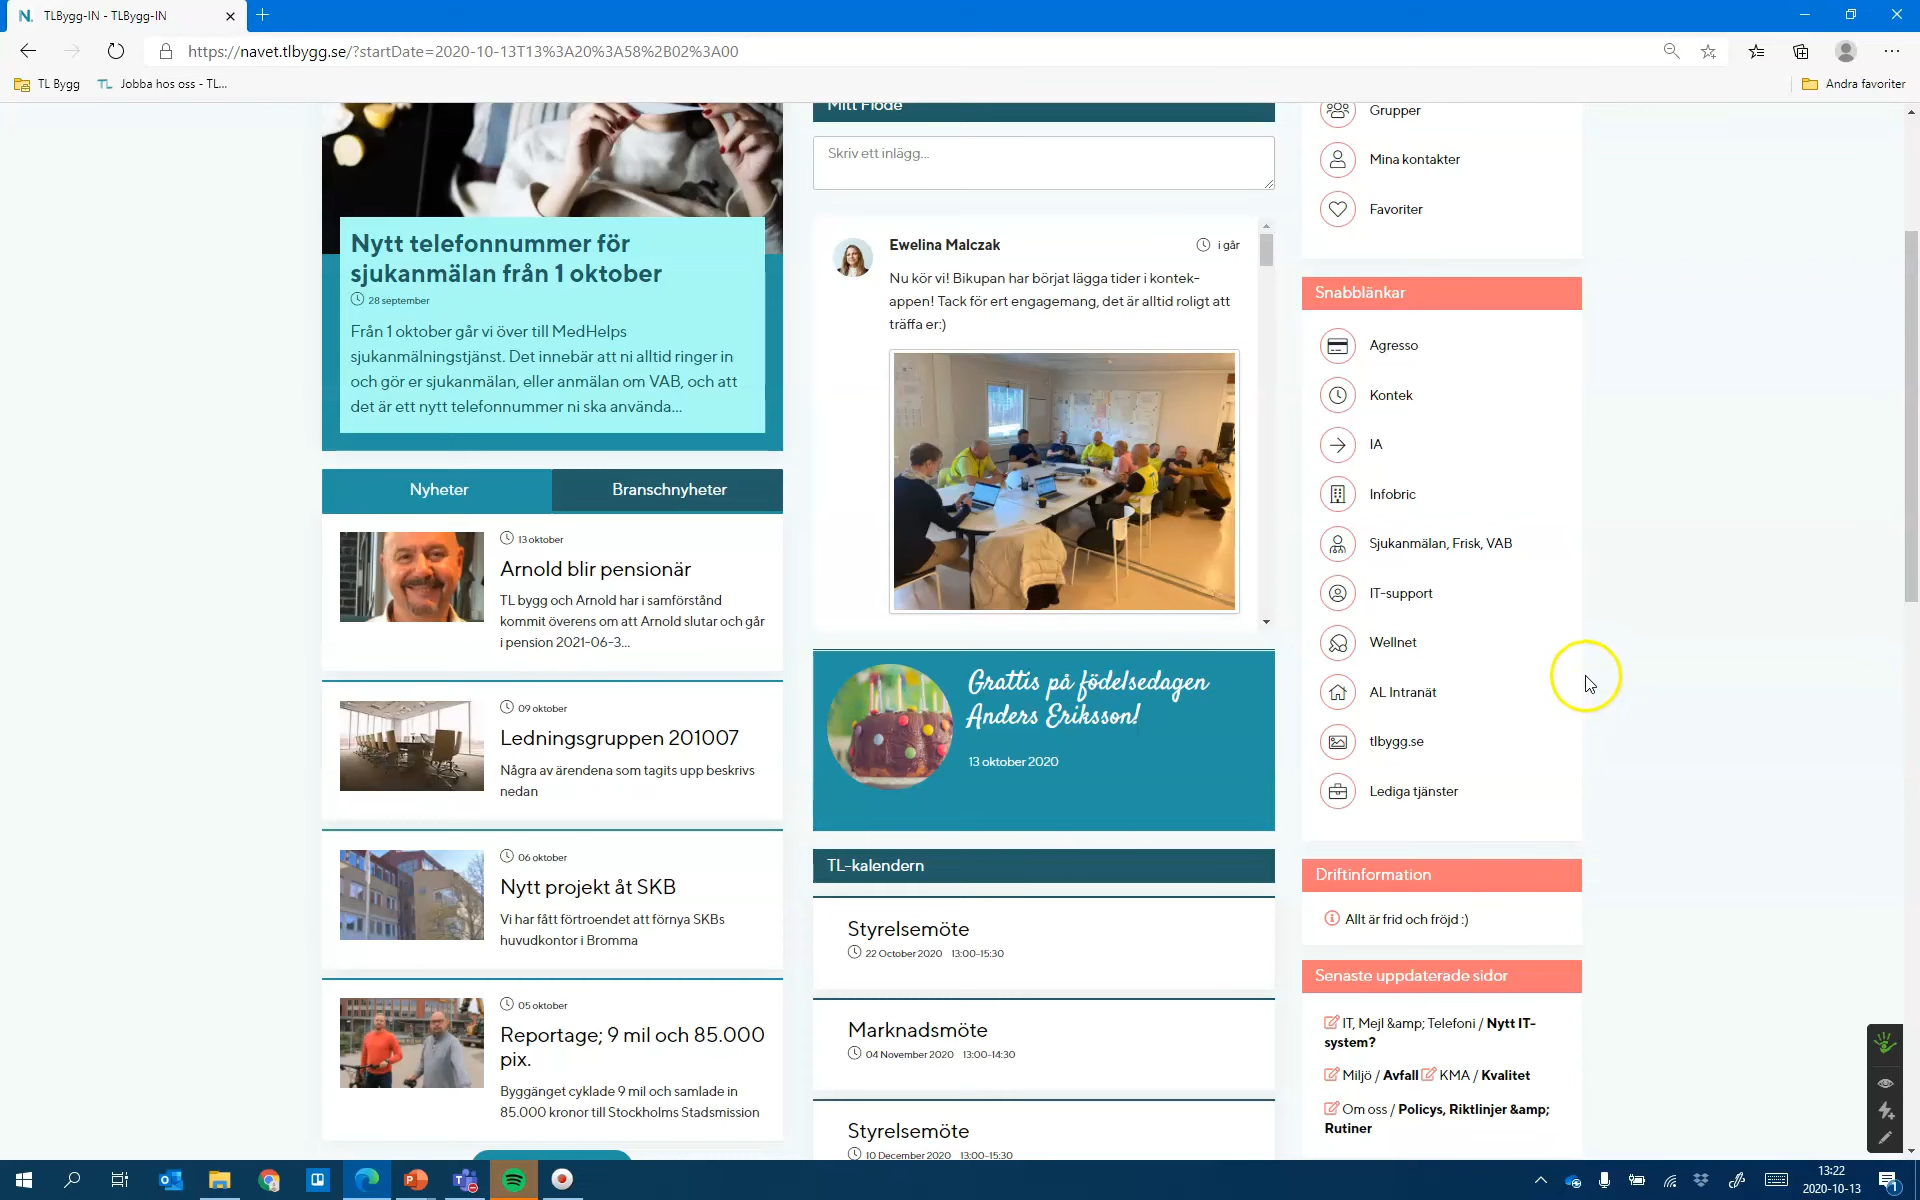 TLBygg-IN - TLBygg-IN
https://navet.tlbygg.se/?startDate=2020-10-13T13%3A20%3A58%2B02%3A00
TL Bygg
Jobba hos oss - TL...
Andra favoriter
Nytt telefonnummer för
sjukanmälan från 1 oktober
28 september
Från 1 oktober går vi över till MedHelps
sjukanmälningstjänst. Det innebär att ni alltid ringer in
och gör er sjukanmälan, eller anmälan om VAB, och att
det är ett nytt telefonnummer ni ska använda...
Nyheter
Branschnyheter
13 oktober
Arnold blir pensionär
TL bygg och Arnold har i samförstånd
kommit överens om att Arnold slutar och går
i pension 2021-06-3...
09 oktober
Ledningsgruppen 201007
Några av ärendena som tagits upp beskrivs
nedan
06 oktober
Nytt projekt åt SKB
Vi har fått förtroendet att förnya SKBs
huvudkontor i Bromma
05 oktober
Reportage; 9 mil och 85.000
pix.
Byggänget cyklade 9 mil och samlade in
85.000 kronor till Stockholms Stadsmission
Mitt Flöde
Skriv ett inlägg...
Ewelina Malczak
i går
Nu kör vi! Bikupan har börjat lägga tider i kontek-
appen! Tack för ert engagemang, det är alltid roligt att
träffa er:)
Grattis på födelsedagen
Anders Eriksson!
13 oktober 2020
TL-kalendern
Styrelsemöte
22 October 2020 13:00-15:30
Marknadsmöte
04 November 2020 13:00-14:30
Styrelsemöte
10 December 2020 13:00-15:30
Grupper
Mina kontakter
Favoriter
Snabblänkar
Agresso
Kontek
IA
Infobric
Sjukanmälan, Frisk, VAB
IT-support
Wellnet
AL Intranät
tlbygg.se
Lediga tjänster
Driftinformation
Allt är frid och fröjd :)
Senaste uppdaterade sidor
IT, Mejl &amp; Telefoni / Nytt IT-
system?
Miljö / Avfall KMA / Kvalitet
Om oss / Policys, Riktlinjer &amp;
Rutiner
13:22
2020-10-13